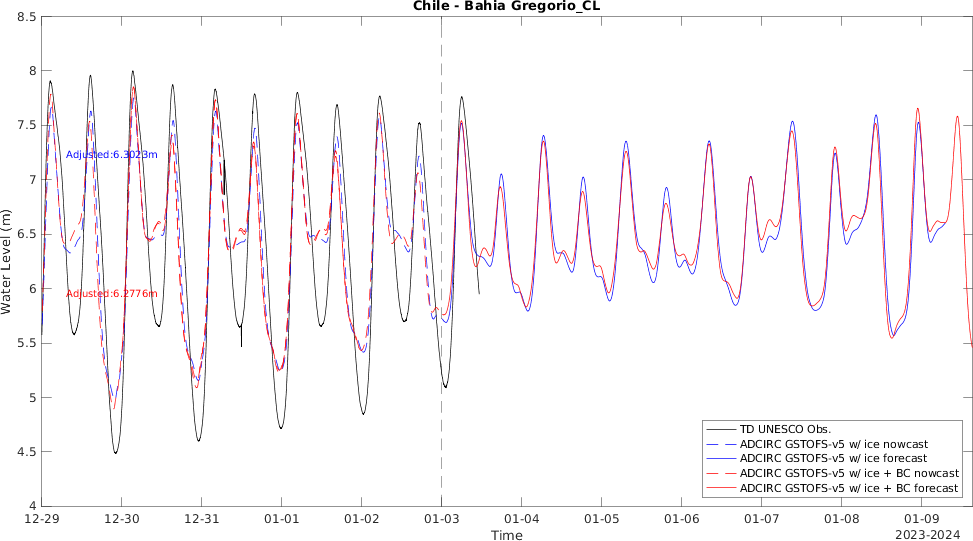 Chile - Bahia Gregorio_CL
8.5
8
7.5
7
6.5
6
5.5
5
4.5
4
Water Level (m)
Adjusted:6.3023m
Adjusted:6.2776m
TD UNESCO Obs.
ADCIRC GSTOFS-v5 w/ ice nowcast
ADCIRC GSTOFS-v5 w/ ice forecast
ADCIRC GSTOFS-v5 w/ ice + BC nowcast
ADCIRC GSTOFS-v5 w/ ice + BC forecast
12-29 12-30 12-31 01-01 01-02 01-03 01-04 01-05 01-06 01-07 01-08 01-09
Time
2023-2024